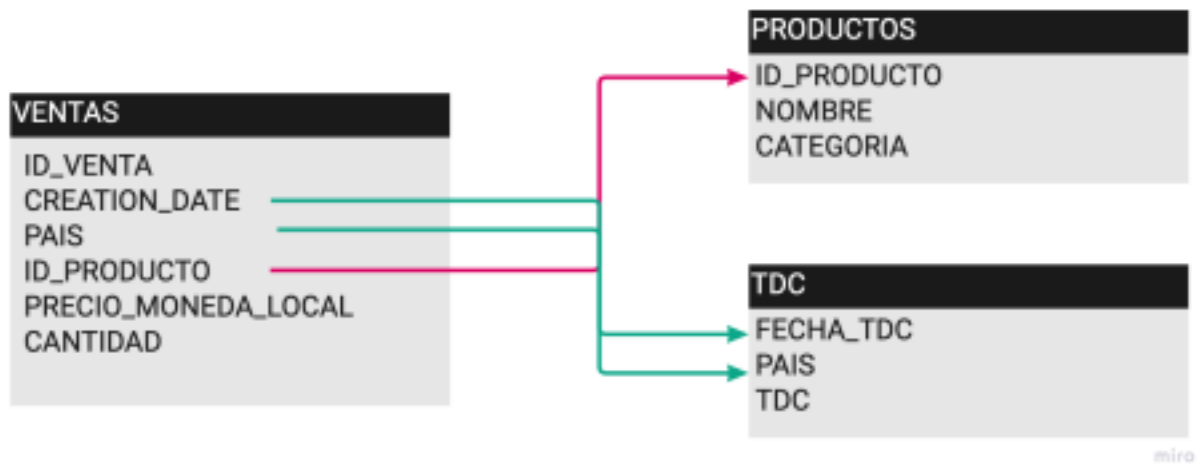 VENTAS
ID_VENTA
CREATION_DATE
PAIS
ID_PRODUCTO
PRECIO_MONEDA_LOCAL
CANTIDAD
PRODUCTOS
ID_PRODUCTO
NOMBRE
CATEGORIA
TDC
FECHA_TDC
PAIS
TDC
miro